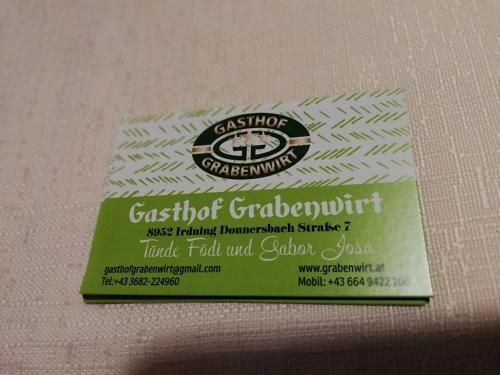 GASTHOF
GG
GRABENWIRT
Gasthof Grabenwirt
8952 Irdning Donnersbach Straße 7
Tünde Födi und Gabor Josa
gasthofgrabenwirt@gmail.com
www.grabenwirt.at
Tel:+43 3682-224960
Mobil: +43 664 9422